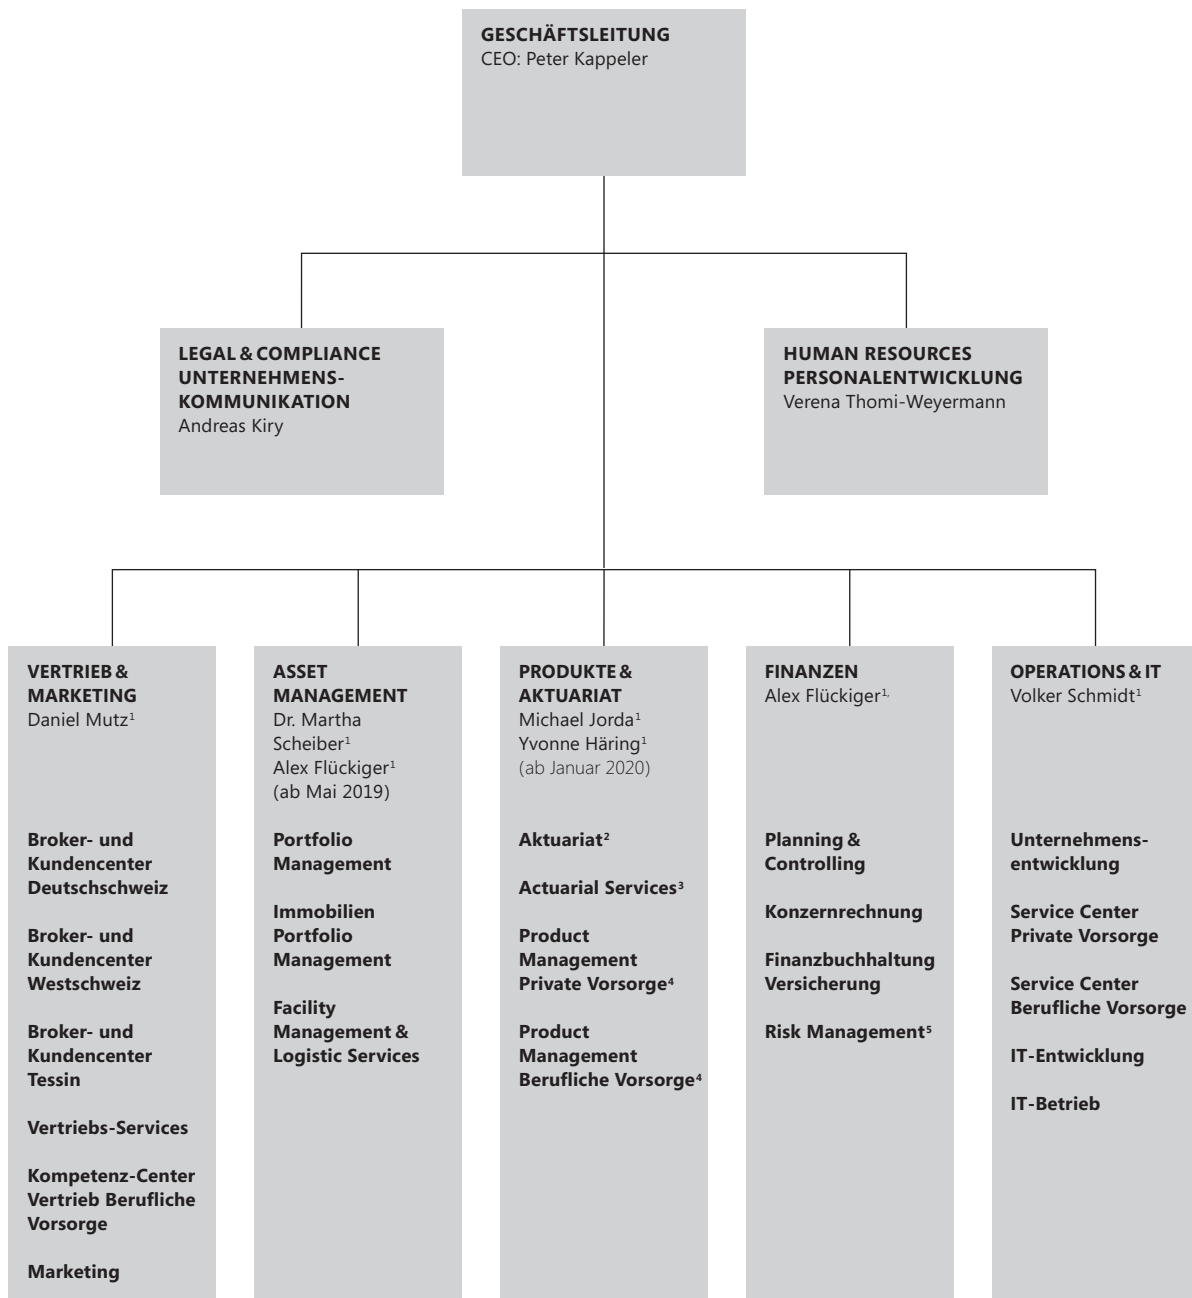 GESCHÄFTSLEITUNG
CEO: Peter Kappeler
LEGAL & COMPLIANCE
UNTERNEHMENS-
KOMMUNIKATION
Andreas Kiry
HUMAN RESOURCES
PERSONALENTWICKLUNG
Verena Thomi-Weyermann
VERTRIEB &
MARKETING
Daniel Mutz¹
Broker- und
Kundencenter
Deutschschweiz
Broker- und
Kundencenter
Westschweiz
Broker- und
Kundencenter
Tessin
Vertriebs-Services
Kompetenz-Center
Vertrieb Berufliche
Vorsorge
Marketing
ASSET
MANAGEMENT
Dr. Martha
Scheiber¹
Alex Flückiger¹
(ab Mai 2019)
Portfolio
Management
Immobilien
Portfolio
Management
Facility
Management &
Logistic Services
PRODUKTE &
AKTUARIAT
Michael Jorda¹
Yvonne Häring¹
(ab Januar 2020)
Aktuariat²
Actuarial Services³
Product
Management
Private Vorsorge⁴
Product
Management
Berufliche Vorsorge⁴
FINANZEN
Alex Flückiger¹,
Planning &
Controlling
Konzernrechnung
Finanzbuchhaltung
Versicherung
Risk Management⁵
OPERATIONS & IT
Volker Schmidt¹
Unternehmens-
entwicklung
Service Center
Private Vorsorge
Service Center
Berufliche Vorsorge
IT-Entwicklung
IT-Betrieb